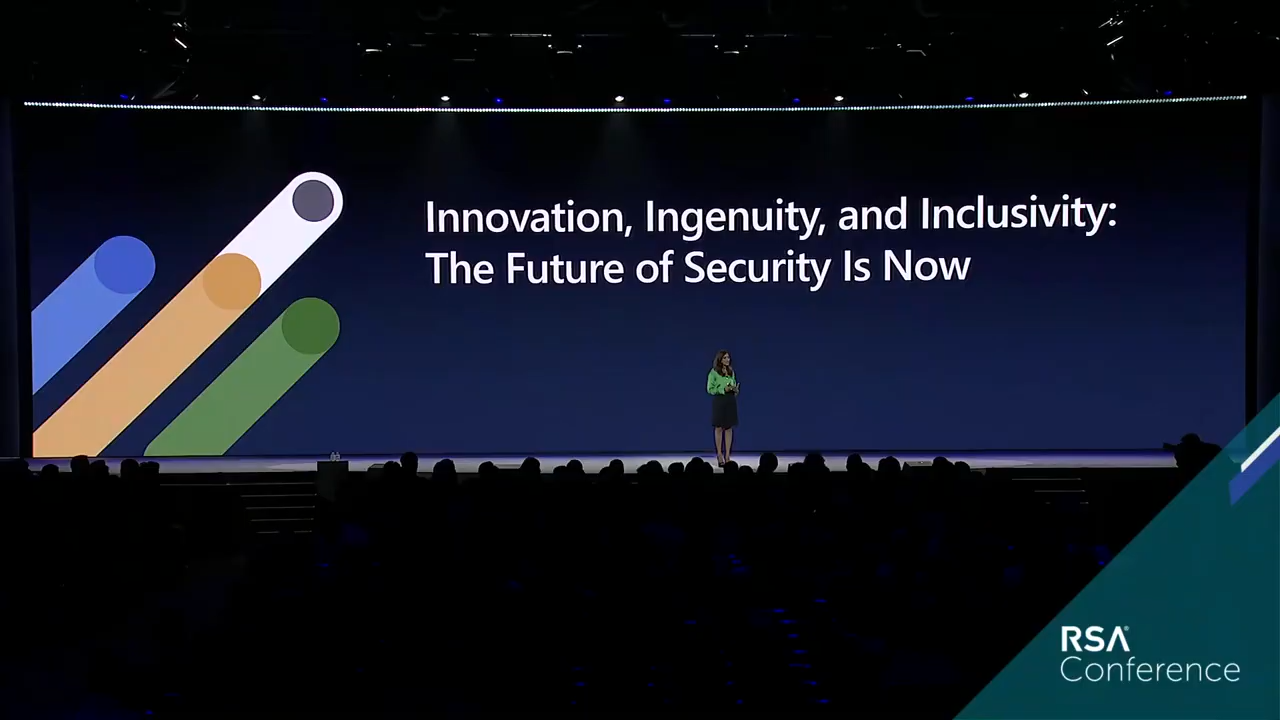 Innovation, Ingenuity, and Inclusivity:
The Future of Security Is Now
RSA®
Conference